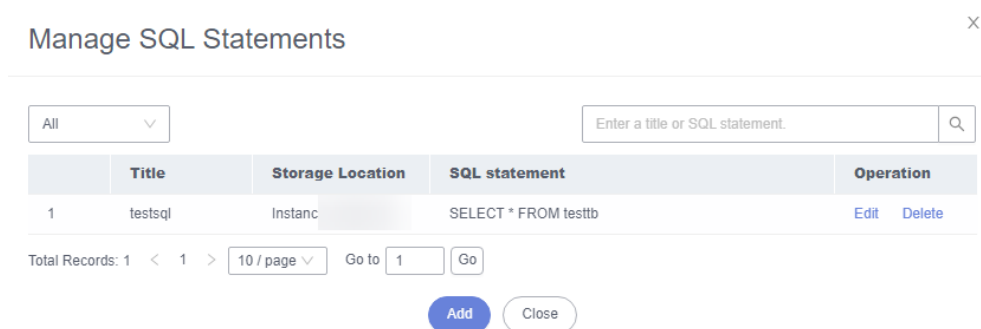 Manage SQL Statements
All
Enter a title or SQL statement.
Title Storage Location SQL statement Operation
1 testsql SELECT * FROM testtb Edit Delete
Total Records: 1 < 1 > 10 / page Go to 1 Go
Add Close